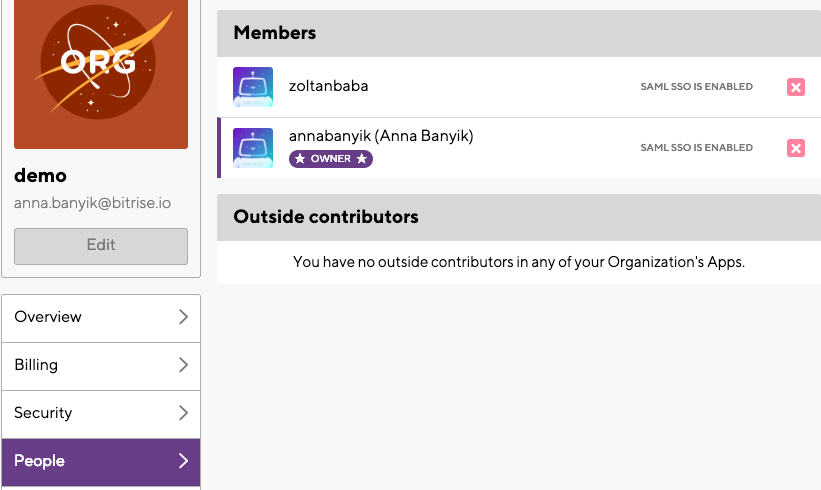 ORG
demo
anna.banyik@bitrise.io
Edit
Overview
Billing
Security
People
Members
zoltanbaba
SAML SSO IS ENABLED
annabanyik (Anna Banyik)
OWNER
SAML SSO IS ENABLED
Outside contributors
You have no outside contributors in any of your Organization's Apps.